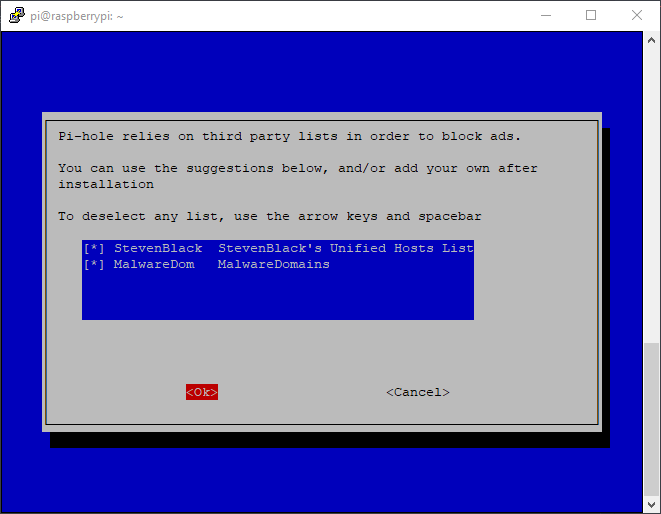 pi@raspberrypi: ~
Pi-hole relies on third party lists in order to block ads.
You can use the suggestions below, and/or add your own after
installation
To deselect any list, use the arrow keys and spacebar
[*] StevenBlack  StevenBlack's Unified Hosts List
[*] MalwareDom   MalwareDomains
<Ok> <Cancel>